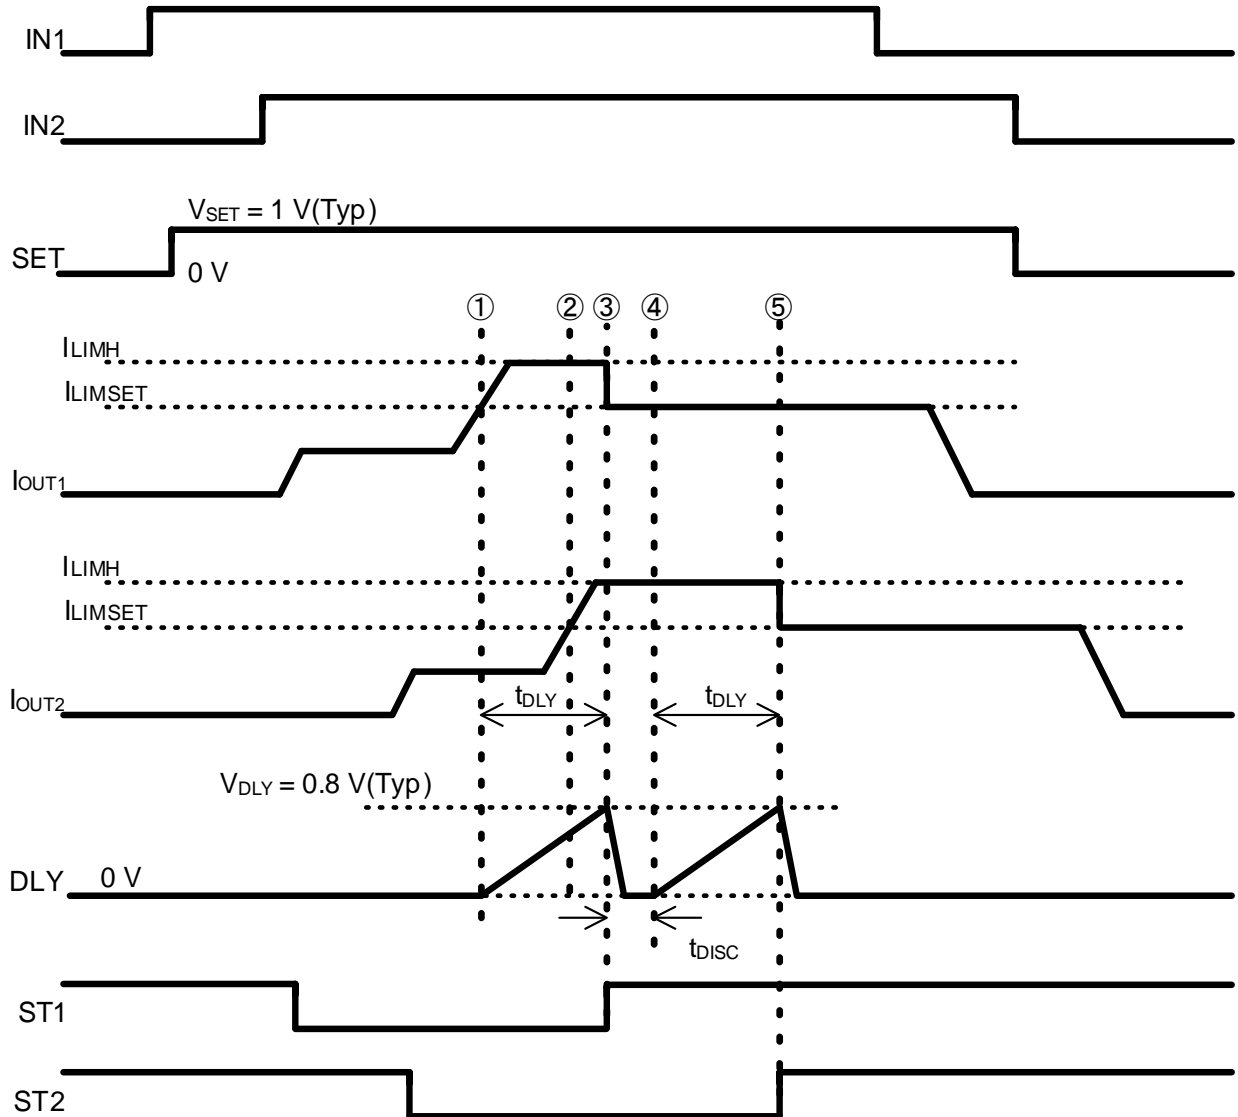 IN1
IN2
VSET = 1 V(Typ)
SET
0 V
① ② ③ ④ ⑤
ILIMH
ILIMSET
IOUT1
ILIMH
ILIMSET
IOUT2
tDLY tDLY
VDLY = 0.8 V(Typ)
DLY 0 V
tDISC
ST1
ST2